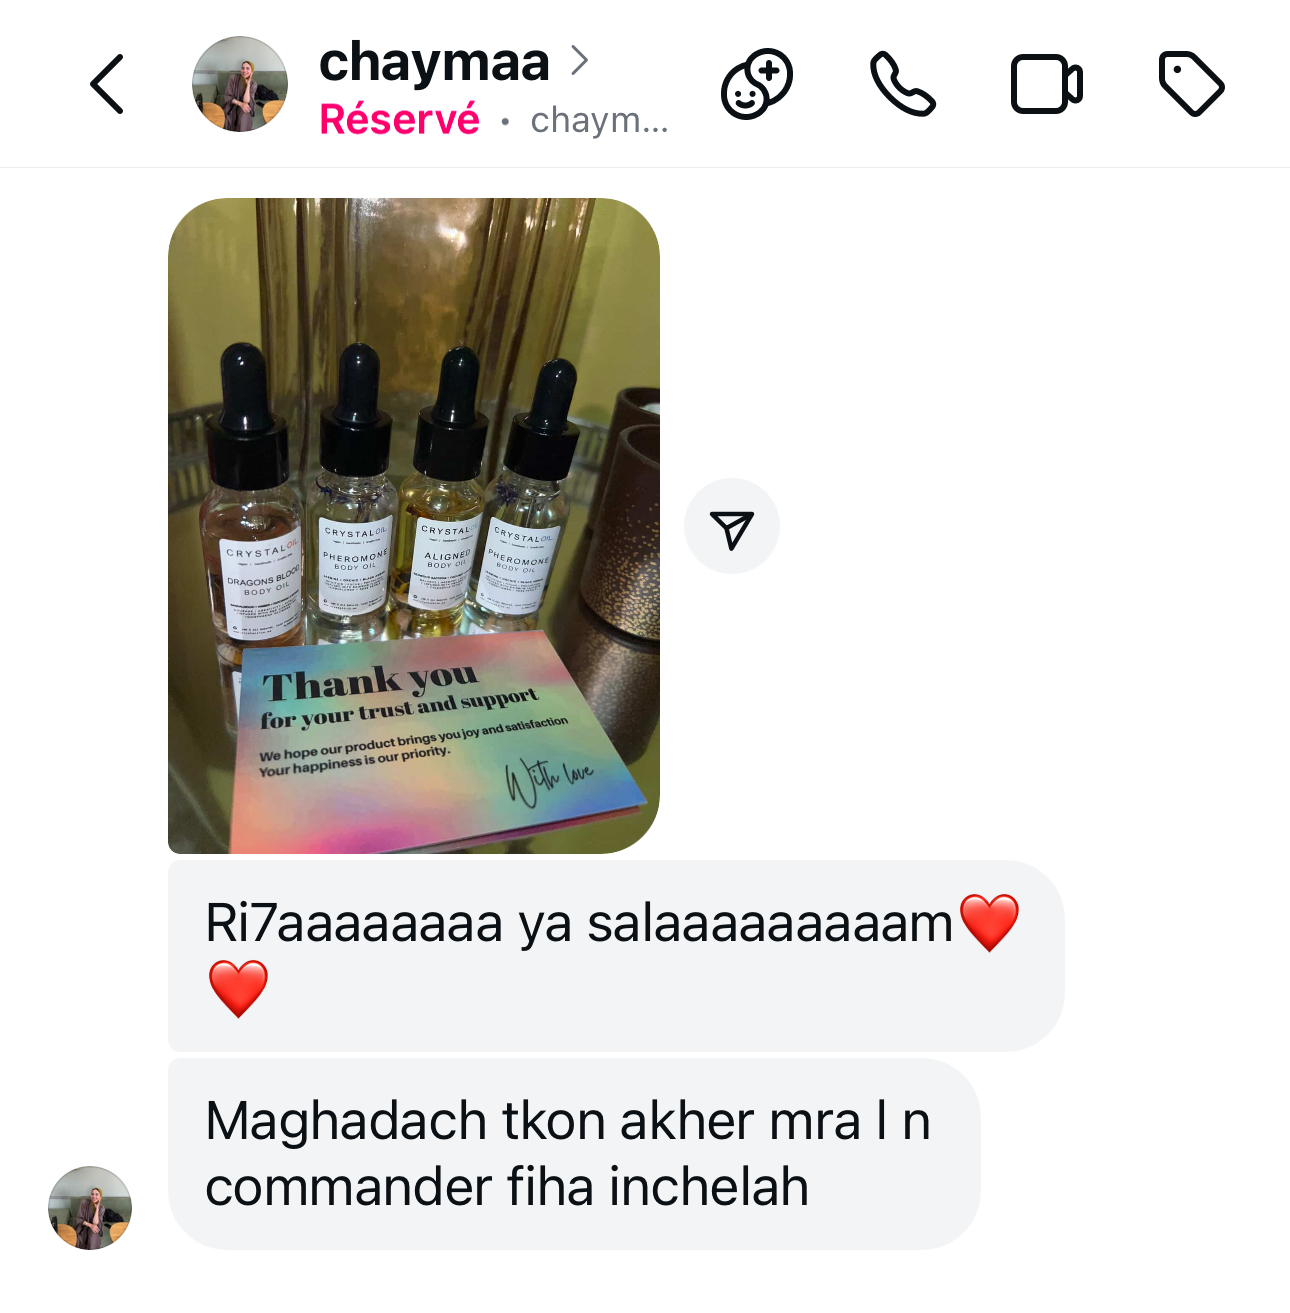 chaymaa
Réservé • chaym...
CRYSTALOIL
DRAGONS BLOOD
BODY OIL
CRYSTALOIL
PHEROMONE
BODY OIL
CRYSTALOIL
ALIGNED
BODY OIL
CRYSTALOIL
PHEROMONE
BODY OIL
Thank you
for your trust and support
We hope our product brings you joy and satisfaction
Your happiness is our priority.
With love
Ri7aaaaaaaa ya salaaaaaaaaam❤️
❤️
Maghadach tkon akher mra l n
commander fiha inchelah